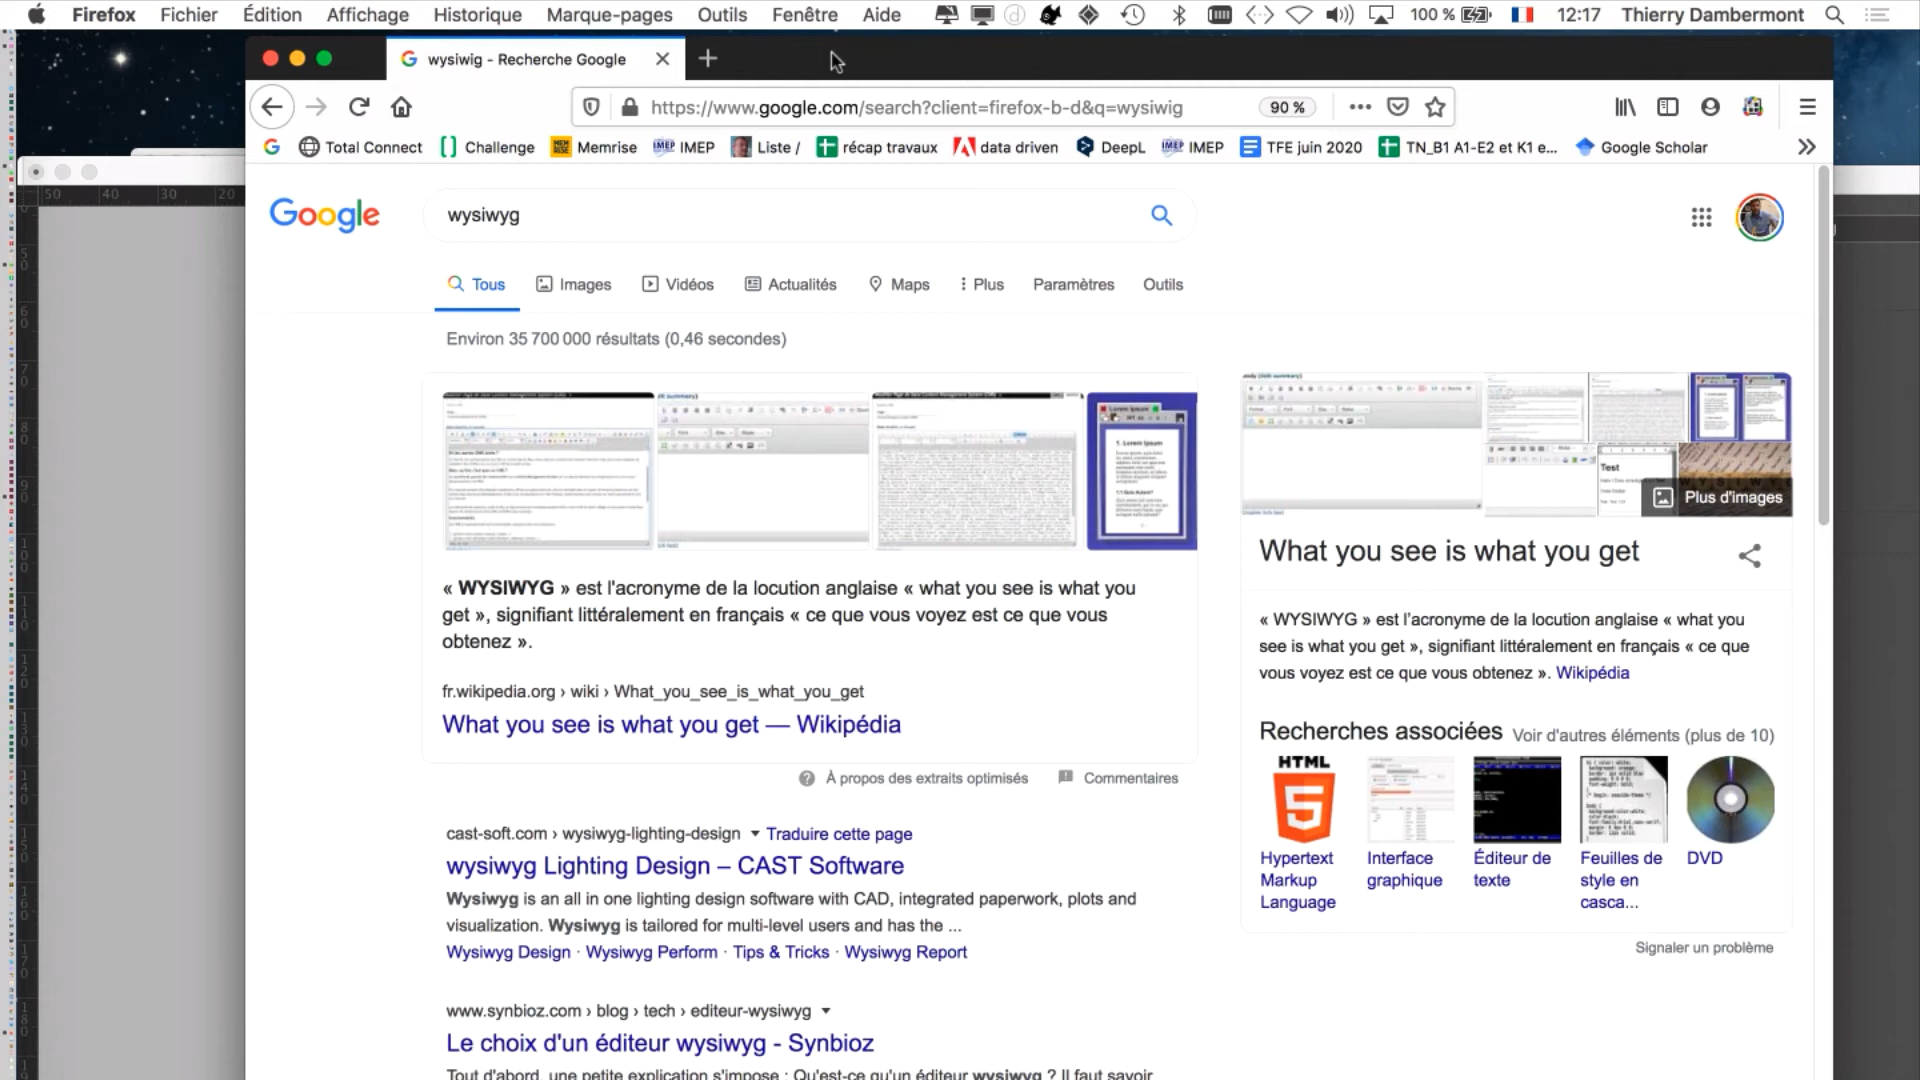 Firefox Fichier Édition Affichage Historique Marque-pages Outils Fenêtre Aide 100 % 12:17 Thierry Dambermont
wysiwig - Recherche Google
https://www.google.com/search?client=firefox-b-d&q=wysiwig 90 %
Total Connect Challenge Memrise IMEP Liste / récap travaux data driven DeepL IMEP TFE juin 2020 TN_B1 A1-E2 et K1 e... Google Scholar
50 40 30 20
Google wysiwyg
Tous Images Vidéos Actualités Maps Plus Paramètres Outils
Environ 35 700 000 résultats (0,46 secondes)
« WYSIWYG » est l'acronyme de la locution anglaise « what you see is what you
get », signifiant littéralement en français « ce que vous voyez est ce que vous
obtenez ».
fr.wikipedia.org › wiki › What_you_see_is_what_you_get
What you see is what you get — Wikipédia
À propos des extraits optimisés Commentaires
cast-soft.com › wysiwyg-lighting-design Traduire cette page
wysiwyg Lighting Design – CAST Software
Wysiwyg is an all in one lighting design software with CAD, integrated paperwork, plots and
visualization. Wysiwyg is tailored for multi-level users and has the ...
Wysiwyg Design · Wysiwyg Perform · Tips & Tricks · Wysiwyg Report
www.synbioz.com › blog › tech › editeur-wysiwyg
Le choix d'un éditeur wysiwyg - Synbioz
Tout d'abord, une petite explication s'impose : Qu'est-ce qu'un éditeur wysiwyg ? Il faut savoir
Test
Plus d'images
What you see is what you get
« WYSIWYG » est l'acronyme de la locution anglaise « what you
see is what you get », signifiant littéralement en français « ce que
vous voyez est ce que vous obtenez ». Wikipédia
Recherches associées Voir d'autres éléments (plus de 10)
HTML
5
Hypertext
Markup
Language
Interface
graphique
Éditeur de
texte
Feuilles de
style en
casca...
DVD
Signaler un problème